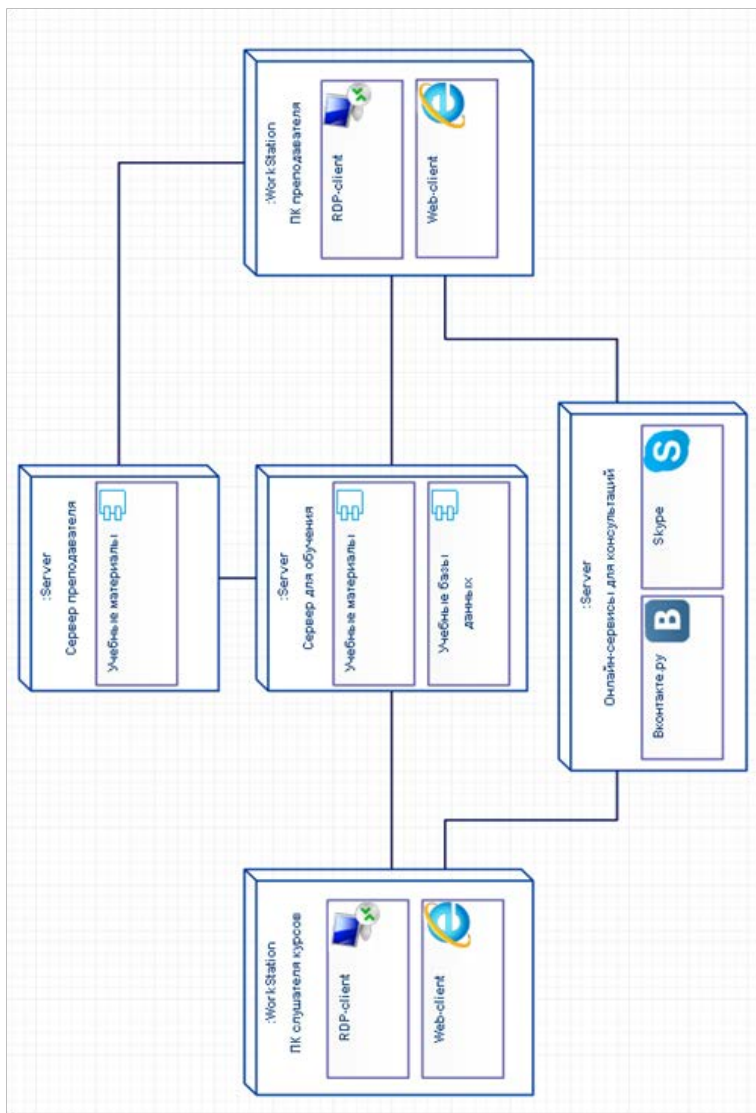 :Server
Сервер преподавателя
Учебные материалы
:WorkStation
ПК слушателя курсов
RDP-client
Web-client
:Server
Сервер для обучения
Учебные материалы
Учебные базы
данных
:WorkStation
ПК преподавателя
RDP-client
Web-client
:Server
Онлайн-сервисы для консультаций
Вконтакте.ру
B
Skype
S